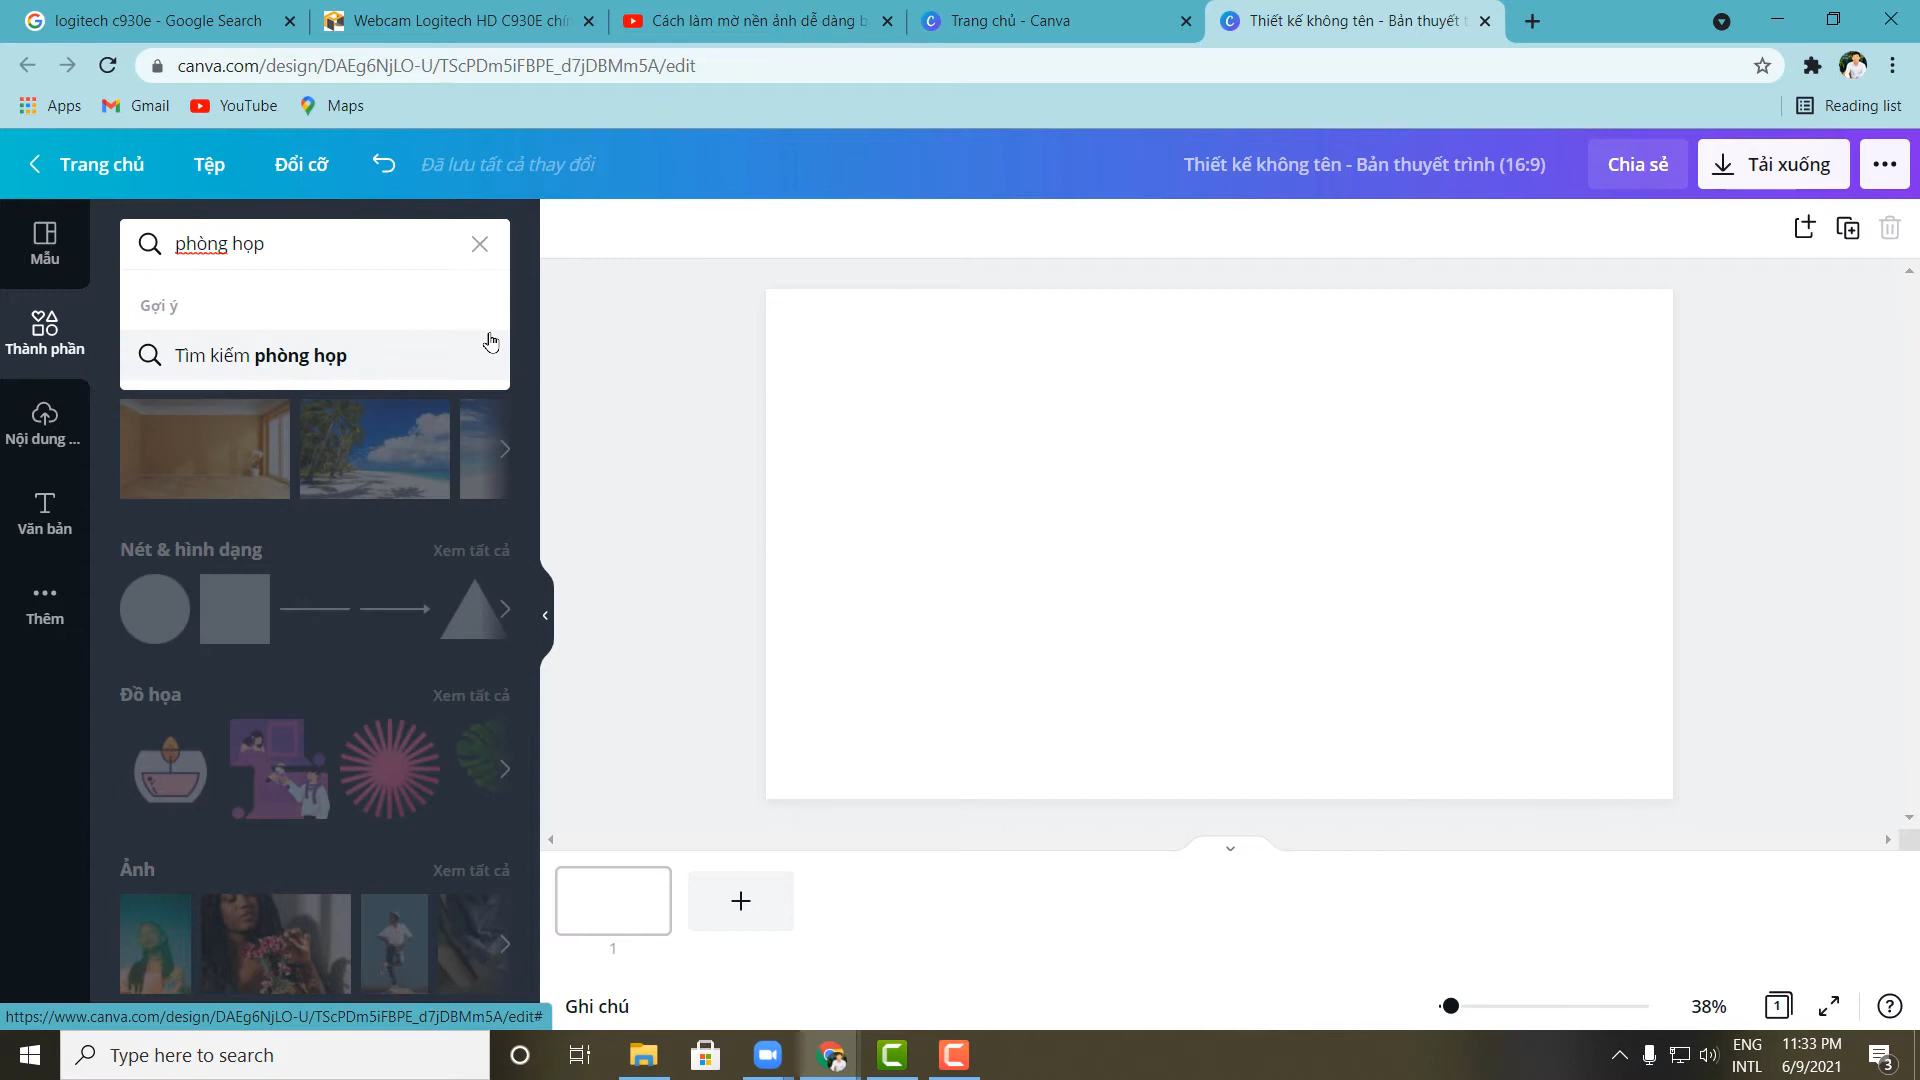 logitech c930e - Google Search
Webcam Logitech HD C930E chín
Cách làm mờ nền ảnh dễ dàng b
Trang chủ - Canva
Thiết kế không tên - Bản thuyết t
canva.com/design/DAEg6NjLO-U/TScPDm5iFBPE_d7jDBMm5A/edit
Apps
Gmail
YouTube
Maps
Reading list
Trang chủ
Tệp
Đổi cỡ
Đã lưu tất cả thay đổi
Thiết kế không tên - Bản thuyết trình (16:9)
Chia sẻ
Tải xuống
Mẫu
Thành phần
Nội dung ...
Văn bản
Thêm
phòng họp
Gợi ý
Tìm kiếm phòng họp
Nét & hình dạng
Xem tất cả
Đồ họa
Xem tất cả
Ảnh
Xem tất cả
1
Ghi chú
38%
1
https://www.canva.com/design/DAEg6NjLO-U/TScPDm5iFBPE_d7jDBMm5A/edit#
Type here to search
ENG
INTL
11:33 PM
6/9/2021
3